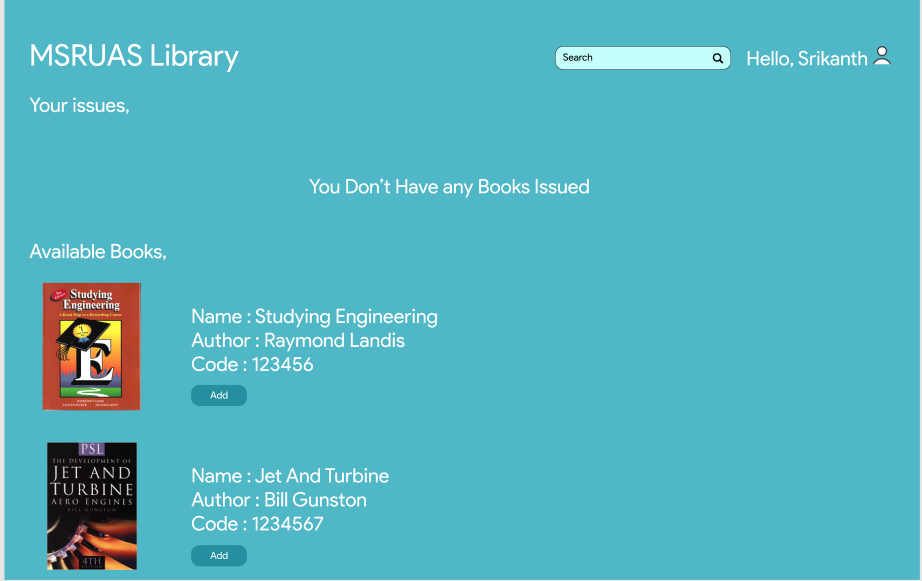 MSRUAS Library
Search
Hello, Srikanth
Your issues,
You Don't Have any Books Issued
Available Books,
Studying
Engineering
A Road Map to a Rewarding Career
E
Name : Studying Engineering
Author : Raymond Landis
Code : 123456
Add
PSL
THE DEVELOPMENT OF
JET AND
TURBINE
AERO ENGINES
BILL GUNSTON
4TH
Name : Jet And Turbine
Author : Bill Gunston
Code : 1234567
Add